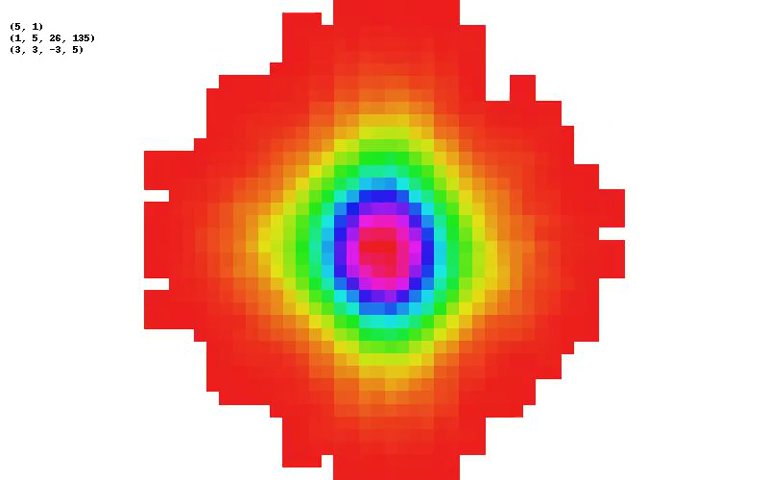 (5, 1)
(1, 5, 26, 135)
(3, 3, -3, 5)